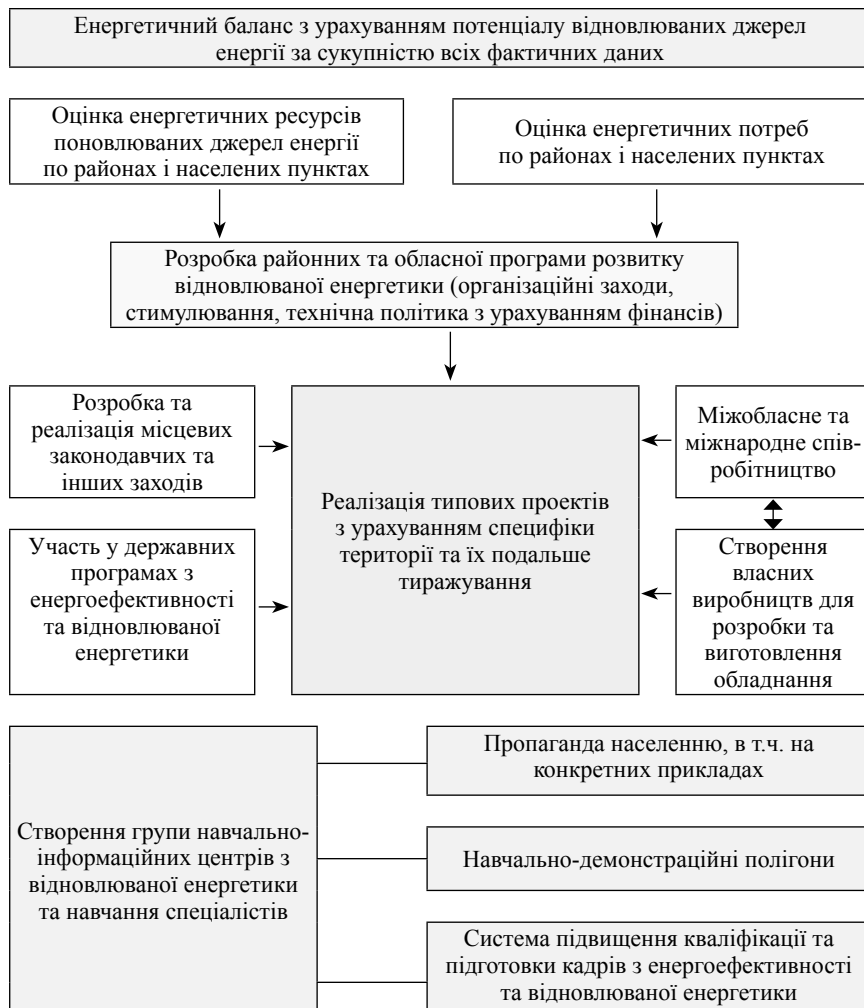 Енергетичний баланс з урахуванням потенціалу відновлюваних джерел
енергії за сукупністю всіх фактичних даних
Оцінка енергетичних ресурсів
поновлюваних джерел енергії
по районах і населених пунктах
Оцінка енергетичних потреб
по районах і населених пунктах
Розробка районних та обласної програми розвитку
відновлюваної енергетики (організаційні заходи,
стимулювання, технічна політика з урахуванням фінансів)
Розробка та
реалізація місцевих
законодавчих та
інших заходів
Участь у державних
програмах з
енергоефективності
та відновлюваної
енергетики
Реалізація типових проектів
з урахуванням специфіки
території та їх подальше
тиражування
Міжобласне та
міжнародне спів-
робітництво
Створення
власних
виробництв для
розробки та
виготовлення
обладнання
Створення групи навчально-
інформаційних центрів з
відновлюваної енергетики
та навчання спеціалістів
Пропаганда населенню, в т.ч. на
конкретних прикладах
Навчально-демонстраційні полігони
Система підвищення кваліфікації та
підготовки кадрів з енергоефективності
та відновлюваної енергетики